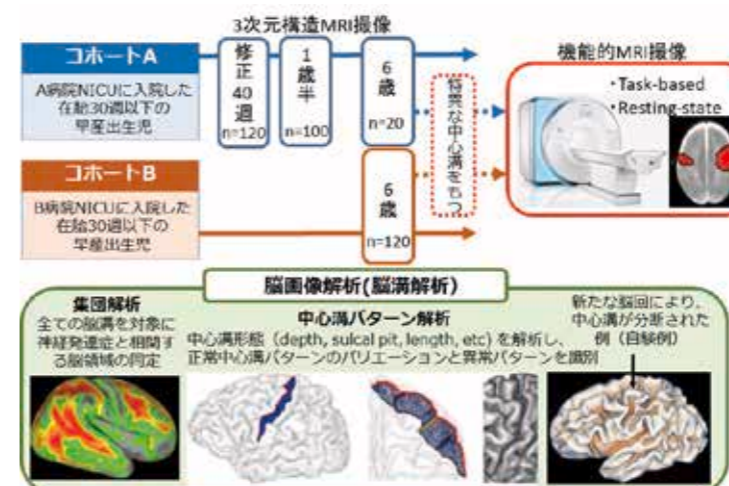 3次元構造MRI撮像
コホートA
A病院NICUに入院した
在胎30週以下の
早産出生児
修正40週
n=120
1歳半
n=100
6歳
n=20
特異な中心溝をもつ
機能的MRI撮像
・Task-based
・Resting-state
コホートB
B病院NICUに入院した
在胎30週以下の
早産出生児
6歳
n=120
脳画像解析(脳溝解析)
集団解析
全ての脳溝を対象に
神経発達症と相関す
る脳領域の同定
中心溝パターン解析
中心溝形態（depth, sulcal pit, length, etc) を解析し、
正常中心溝パターンのバリエーションと異常パターンを識別
新たな脳回により、
中心溝が分断された
例（自験例）